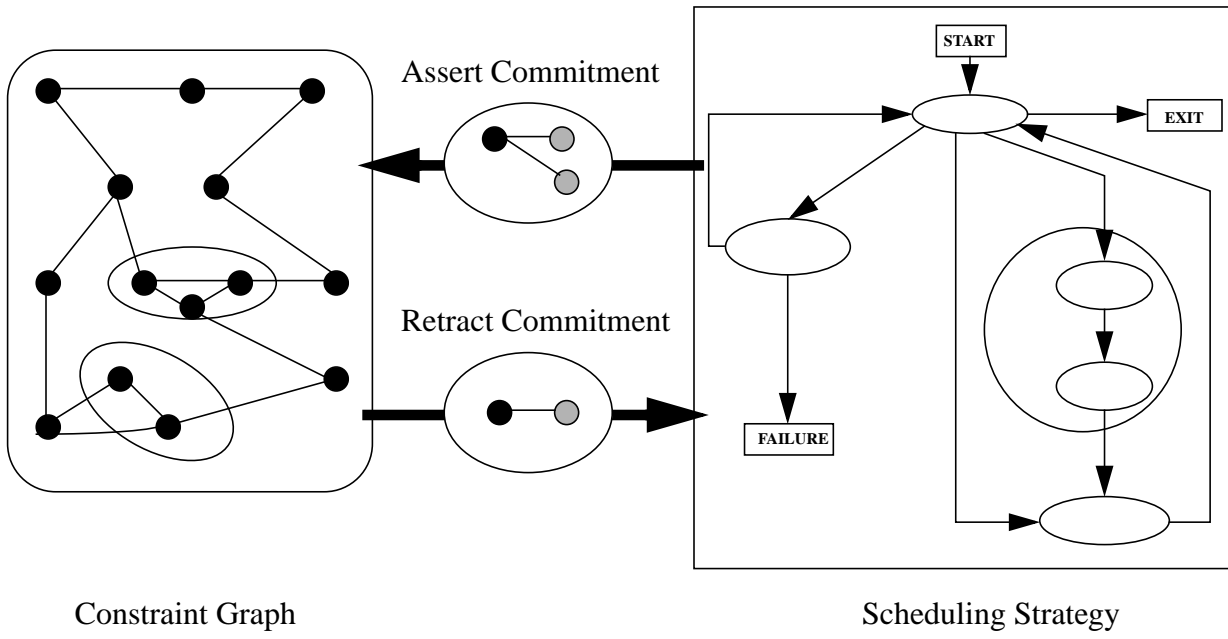 START
Assert Commitment
EXIT
Retract Commitment
FAILURE
Constraint Graph
Scheduling Strategy